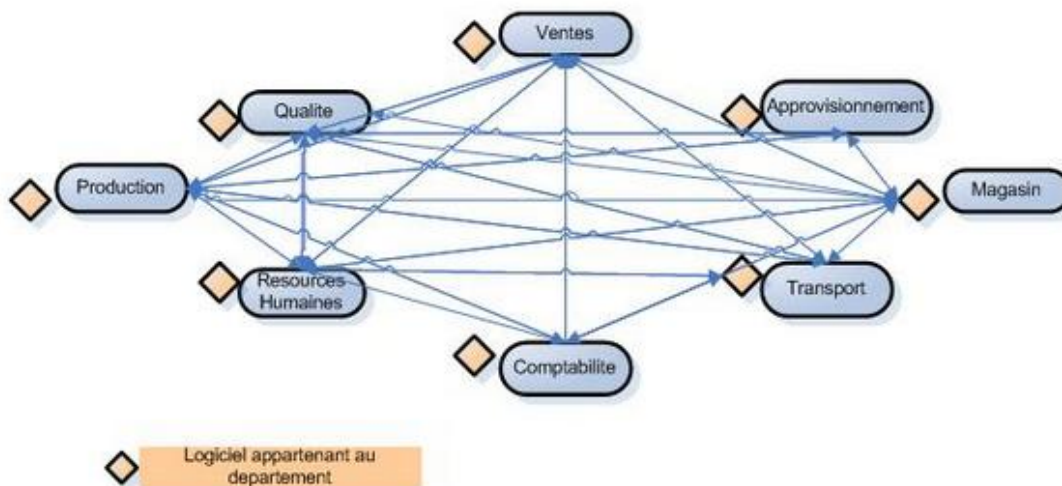 Ventes
Qualite
Approvisionnement
Production
Magasin
Resources
Humaines
Transport
Comptabilite
Logiciel appartenant au
departement